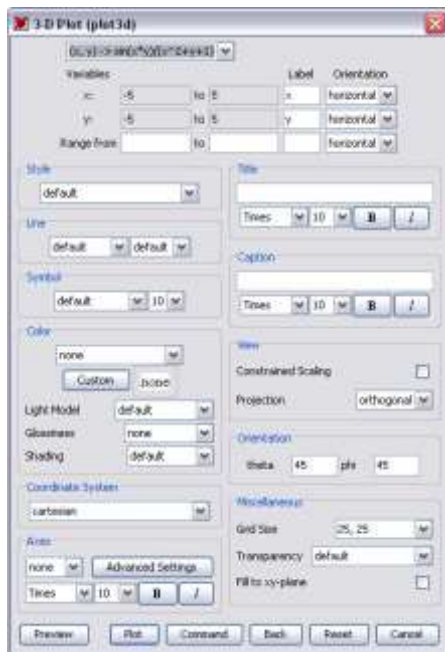 3-D Plot (plot3d)
(x, y) -> sin(x*y)/(x^2+y+1)
Variables Label Orientation
x: -5 to 5 x horizontal
y: -5 to 5 y horizontal
Range from to horizontal
Style
default
Line
default default
Symbol
default 10
Color
none
Custom none
Light Model default
Glossiness none
Shading default
Coordinate System
cartesian
Axes
none Advanced Settings
Times 10 B I
Title
Times 10 B I
Caption
Times 10 B I
View
Constrained Scaling
Projection orthogonal
Orientation
theta 45 phi 45
Miscellaneous
Grid Size 25, 25
Transparency default
Fill to xy-plane
Preview Plot Command Back Reset Cancel